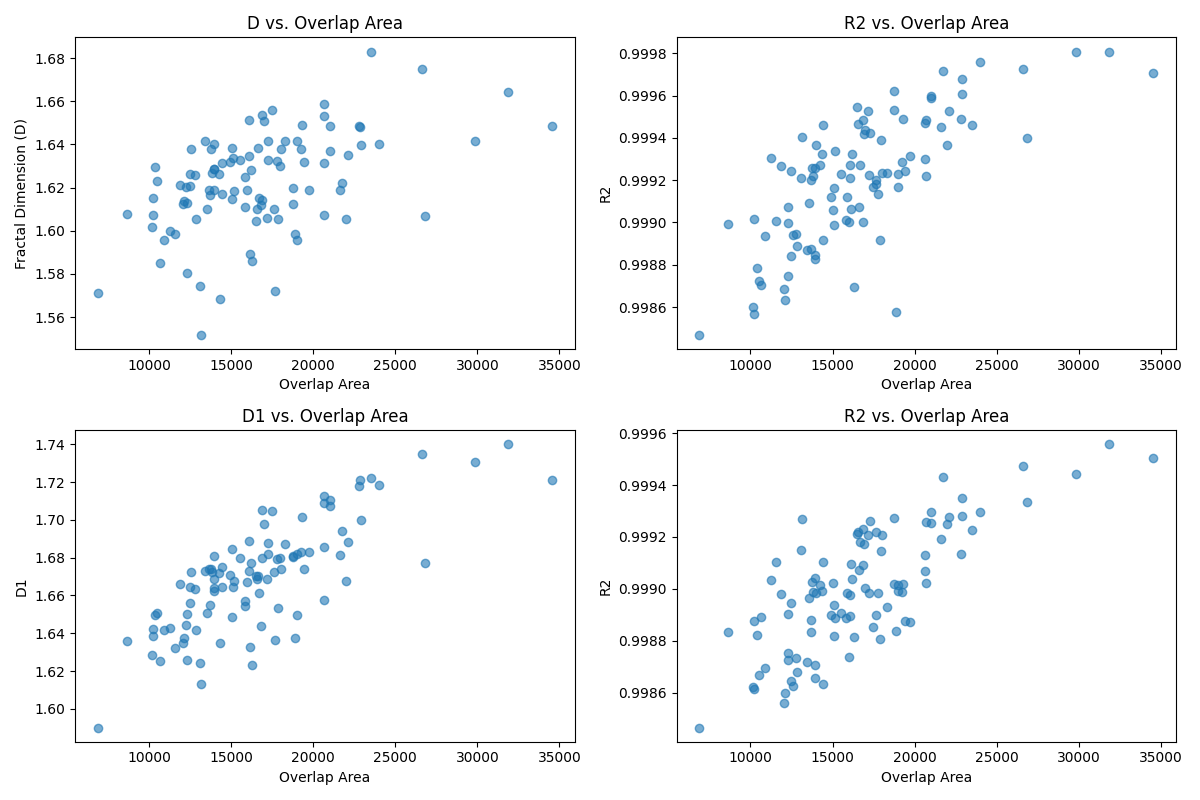 D vs. Overlap Area
Fractal Dimension (D)
1.68
1.66
1.64
1.62
1.60
1.58
1.56
10000 15000 20000 25000 30000 35000
Overlap Area
R2 vs. Overlap Area
R2
0.9998
0.9996
0.9994
0.9992
0.9990
0.9988
0.9986
10000 15000 20000 25000 30000 35000
Overlap Area
D1 vs. Overlap Area
D1
1.74
1.72
1.70
1.68
1.66
1.64
1.62
1.60
10000 15000 20000 25000 30000 35000
Overlap Area
R2 vs. Overlap Area
R2
0.9996
0.9994
0.9992
0.9990
0.9988
0.9986
10000 15000 20000 25000 30000 35000
Overlap Area